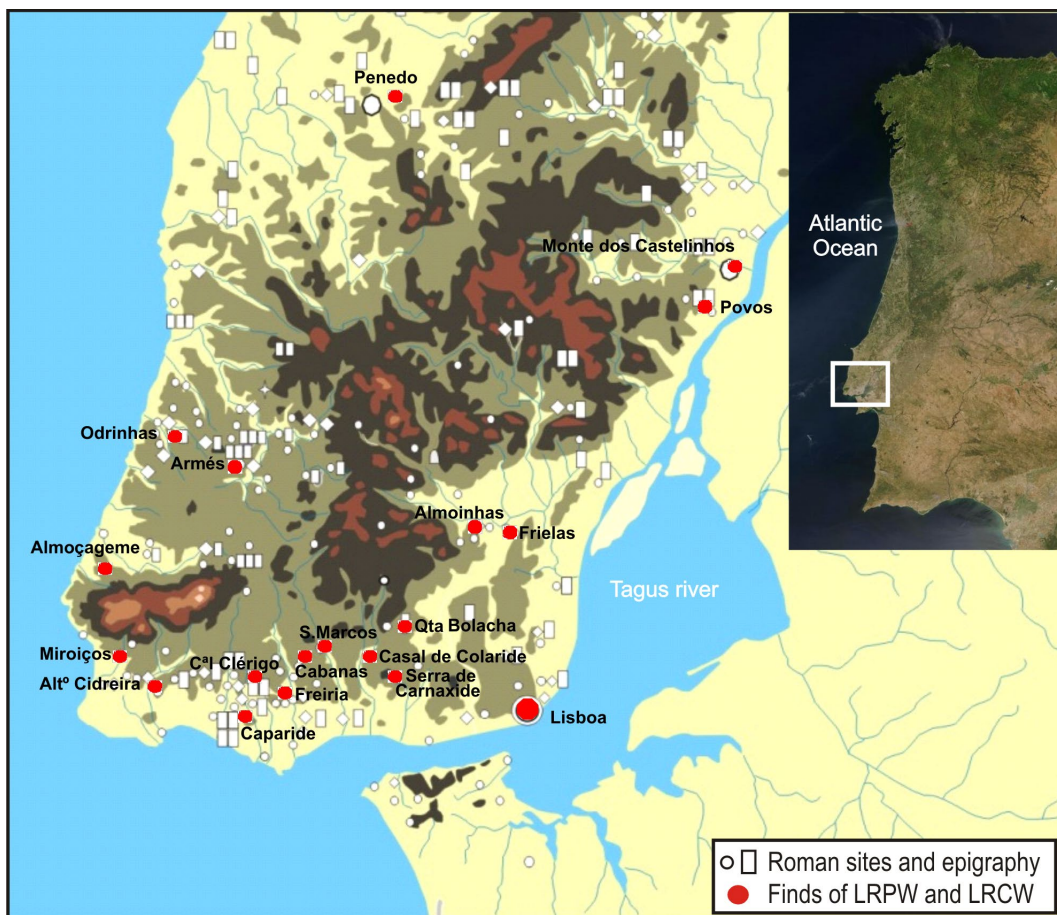 Penedo
Monte dos Castelinhos
Povos
Atlantic
Ocean
Odrinhas
Armés
Almoinhas
Frielas
Almoçageme
Tagus river
Qta Bolacha
S.Marcos
Miroiços
Cªl Clérigo
Cabanas
Casal de Colaride
Altº Cidreira
Freiria
Serra de
Carnaxide
Lisboa
Caparide
Roman sites and epigraphy
Finds of LRPW and LRCW